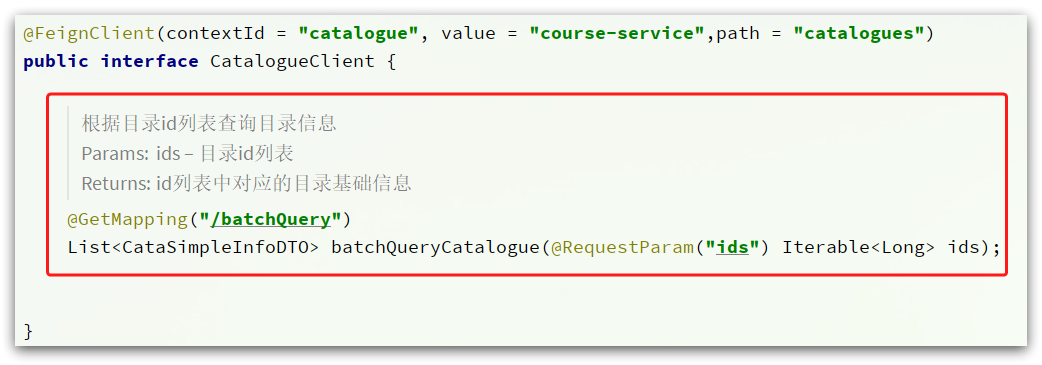 @FeignClient(contextId = "catalogue", value = "course-service",path = "catalogues")
public interface CatalogueClient {
根据目录id列表查询目录信息
Params: ids – 目录id列表
Returns: id列表中对应的目录基础信息
@GetMapping("/batchQuery")
List<CataSimpleInfoDTO> batchQueryCatalogue(@RequestParam("ids") Iterable<Long> ids);
}